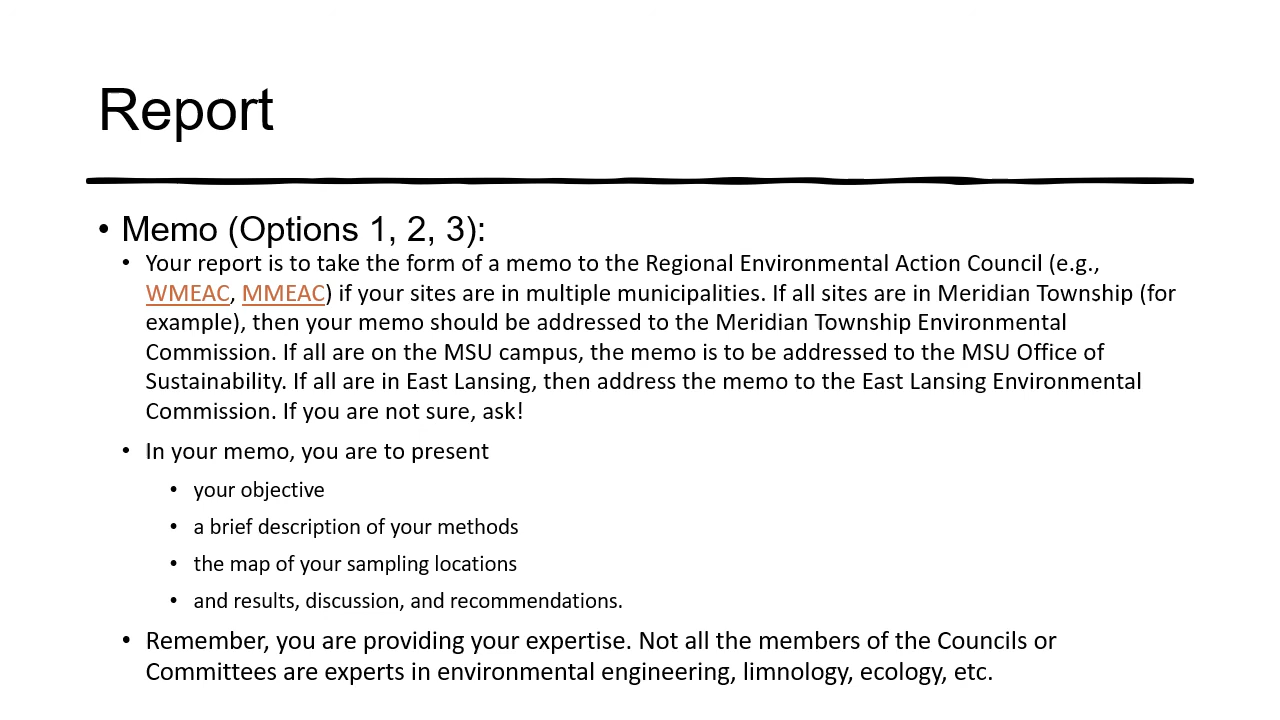 Report
• Memo (Options 1, 2, 3):
• Your report is to take the form of a memo to the Regional Environmental Action Council (e.g.,
WMEAC, MMEAC) if your sites are in multiple municipalities. If all sites are in Meridian Township (for
example), then your memo should be addressed to the Meridian Township Environmental
Commission. If all are on the MSU campus, the memo is to be addressed to the MSU Office of
Sustainability. If all are in East Lansing, then address the memo to the East Lansing Environmental
Commission. If you are not sure, ask!
• In your memo, you are to present
• your objective
• a brief description of your methods
• the map of your sampling locations
• and results, discussion, and recommendations.
• Remember, you are providing your expertise. Not all the members of the Councils or
Committees are experts in environmental engineering, limnology, ecology, etc.